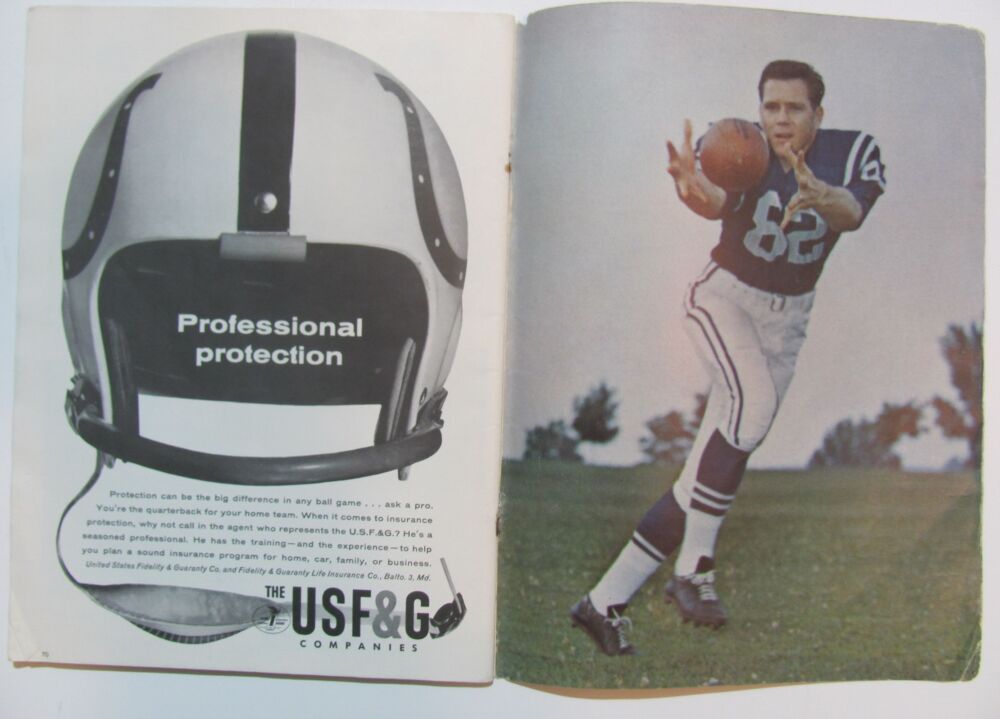 Professional
protection
Protection can be the big difference in any ball game . . . ask a pro.
You're the quarterback for your home team. When it comes to insurance
protection, why not call in the agent who represents the U.S.F.&G.? He's a
seasoned professional. He has the training—and the experience—to help
you plan a sound insurance program for home, car, family, or business.
United States Fidelity & Guaranty Co. and Fidelity & Guaranty Life Insurance Co., Balto. 3, Md.
THE USF&G
COMPANIES
70
82
82